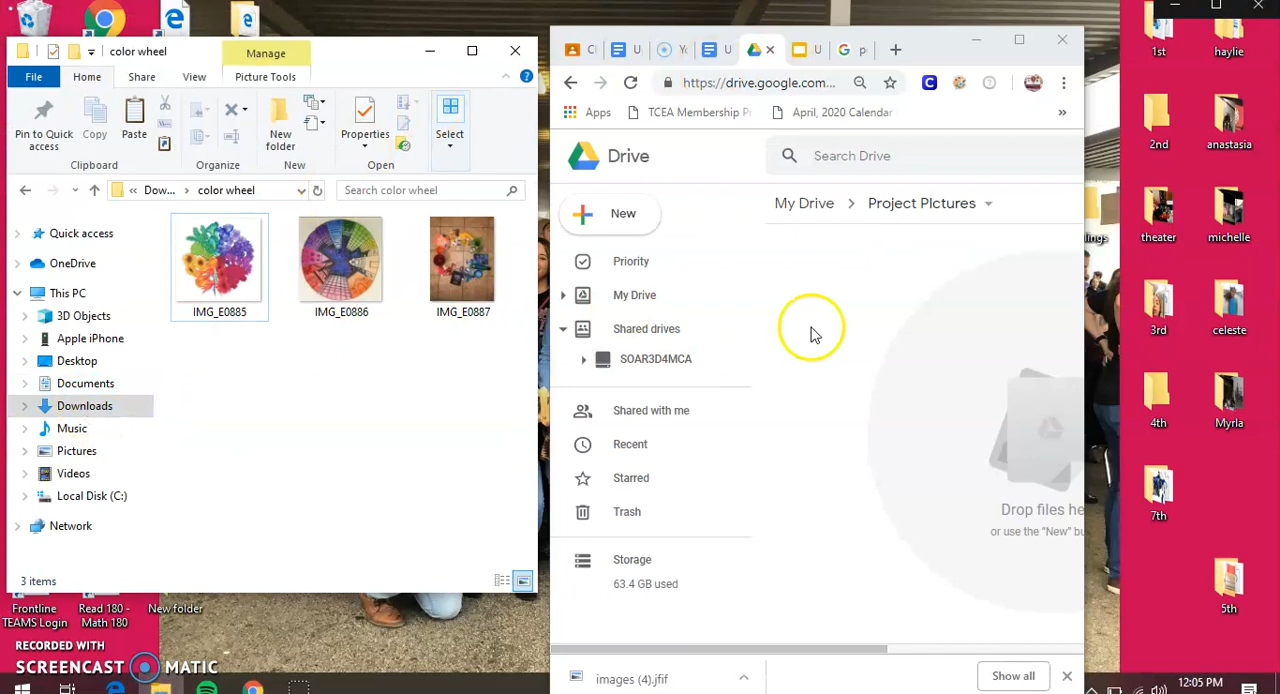 color wheel
Manage
File
Home
Share
View
Picture Tools
Pin to Quick access
Copy
Paste
New folder
Properties
Select
Clipboard
Organize
New
Open
Dow...
color wheel
Search color wheel
Quick access
OneDrive
This PC
3D Objects
Apple iPhone
Desktop
Documents
Downloads
Music
Pictures
Videos
Local Disk (C:)
Network
IMG_E0885
IMG_E0886
IMG_E0887
3 items
Frontline
TEAMS Login
Read 180 -
Math 180
New folder
RECORDED WITH
SCREENCAST MATIC
https://drive.google.com...
Apps
TCEA Membership Pr
April, 2020 Calendar
Drive
Search Drive
New
My Drive
Project PIctures
Priority
My Drive
Shared drives
SOAR3D4MCA
Shared with me
Recent
Starred
Trash
Storage
63.4 GB used
Drop files he
or use the "New" bu
images (4).jfif
Show all
1st
haylie
2nd
anastasia
theater
michelle
3rd
celeste
4th
Myrla
7th
5th
12:05 PM